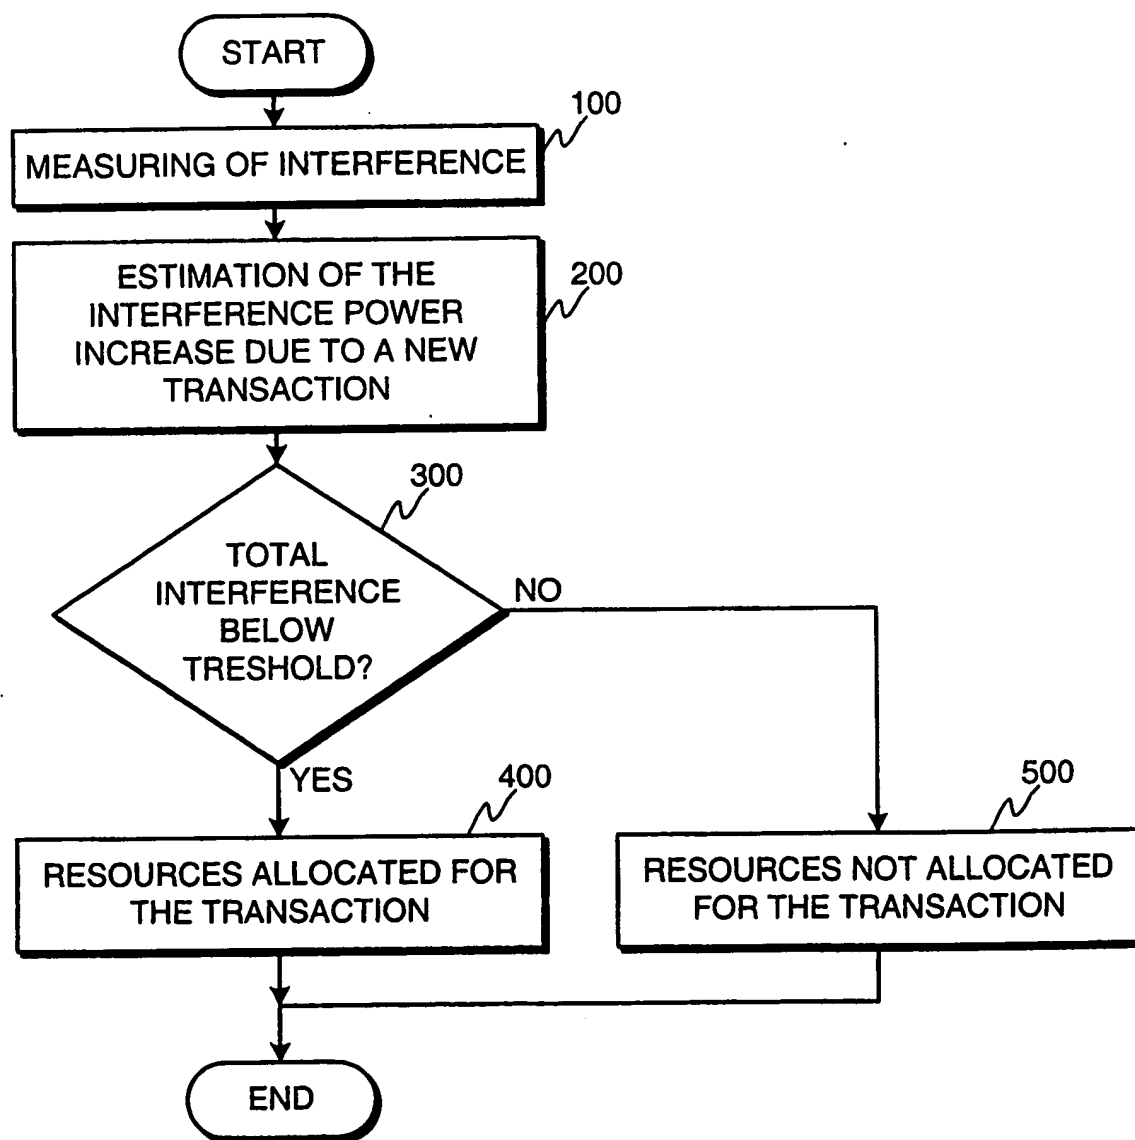 START
100
MEASURING OF INTERFERENCE
200
ESTIMATION OF THE
INTERFERENCE POWER
INCREASE DUE TO A NEW
TRANSACTION
300
TOTAL
INTERFERENCE
BELOW
TRESHOLD?
NO
YES
400
RESOURCES ALLOCATED FOR
THE TRANSACTION
500
RESOURCES NOT ALLOCATED
FOR THE TRANSACTION
END